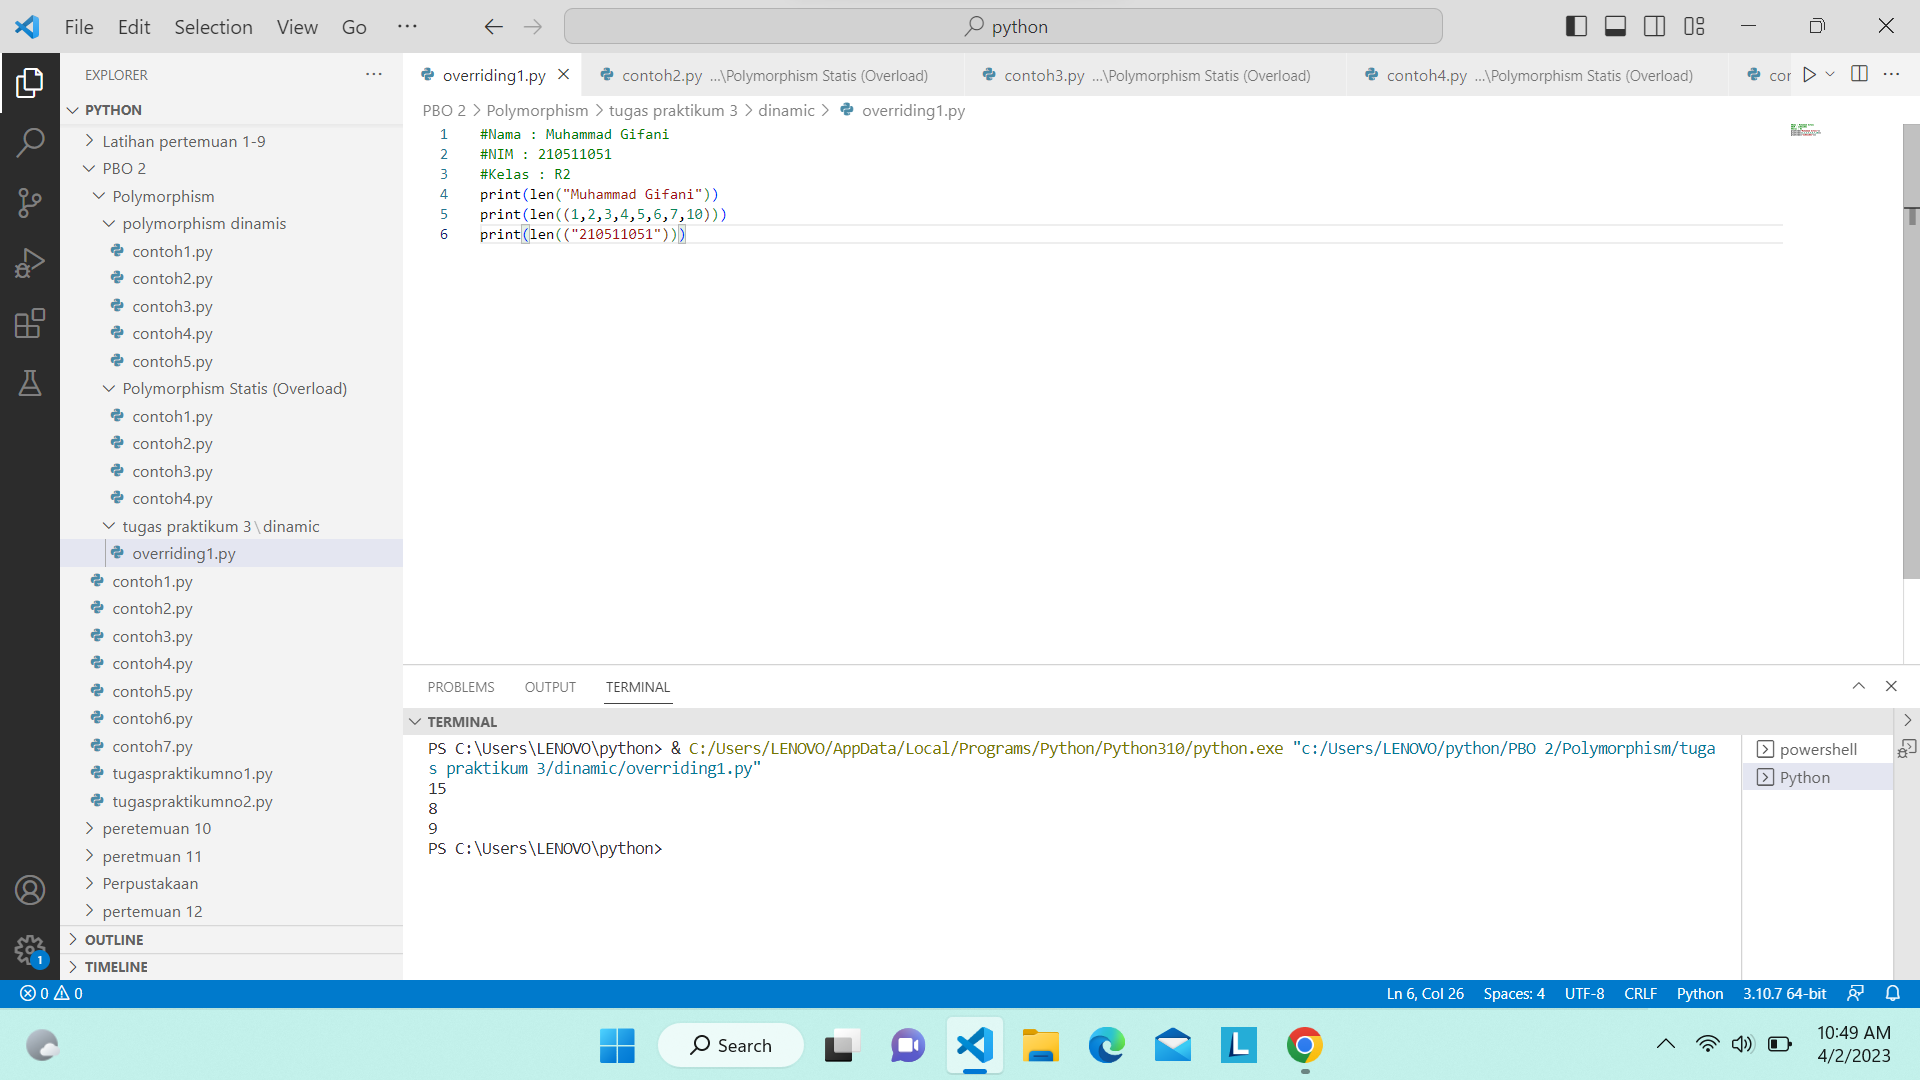 File Edit Selection View Go ···
python
EXPLORER
PYTHON
Latihan pertemuan 1-9
PBO 2
Polymorphism
polymorphism dinamis
contoh1.py
contoh2.py
contoh3.py
contoh4.py
contoh5.py
Polymorphism Statis (Overload)
contoh1.py
contoh2.py
contoh3.py
contoh4.py
tugas praktikum 3\dinamic
overriding1.py
contoh1.py
contoh2.py
contoh3.py
contoh4.py
contoh5.py
contoh6.py
contoh7.py
tugaspraktikumno1.py
tugaspraktikumno2.py
peretemuan 10
peretmuan 11
Perpustakaan
pertemuan 12
OUTLINE
TIMELINE
overriding1.py contoh2.py ...\Polymorphism Statis (Overload) contoh3.py ...\Polymorphism Statis (Overload) contoh4.py ...\Polymorphism Statis (Overload) cor
PBO 2 > Polymorphism > tugas praktikum 3 > dinamic > overriding1.py
1 #Nama : Muhammad Gifani
2 #NIM : 210511051
3 #Kelas : R2
4 print(len("Muhammad Gifani"))
5 print(len((1,2,3,4,5,6,7,10)))
6 print(len(("210511051")))
PROBLEMS OUTPUT TERMINAL
TERMINAL
PS C:\Users\LENOVO\python> & C:/Users/LENOVO/AppData/Local/Programs/Python/Python310/python.exe "c:/Users/LENOVO/python/PBO 2/Polymorphism/tuga
s praktikum 3/dinamic/overriding1.py"
15
8
9
PS C:\Users\LENOVO\python>
powershell
Python
1
0 0
Ln 6, Col 26 Spaces: 4 UTF-8 CRLF Python 3.10.7 64-bit
Search
L
10:49 AM
4/2/2023